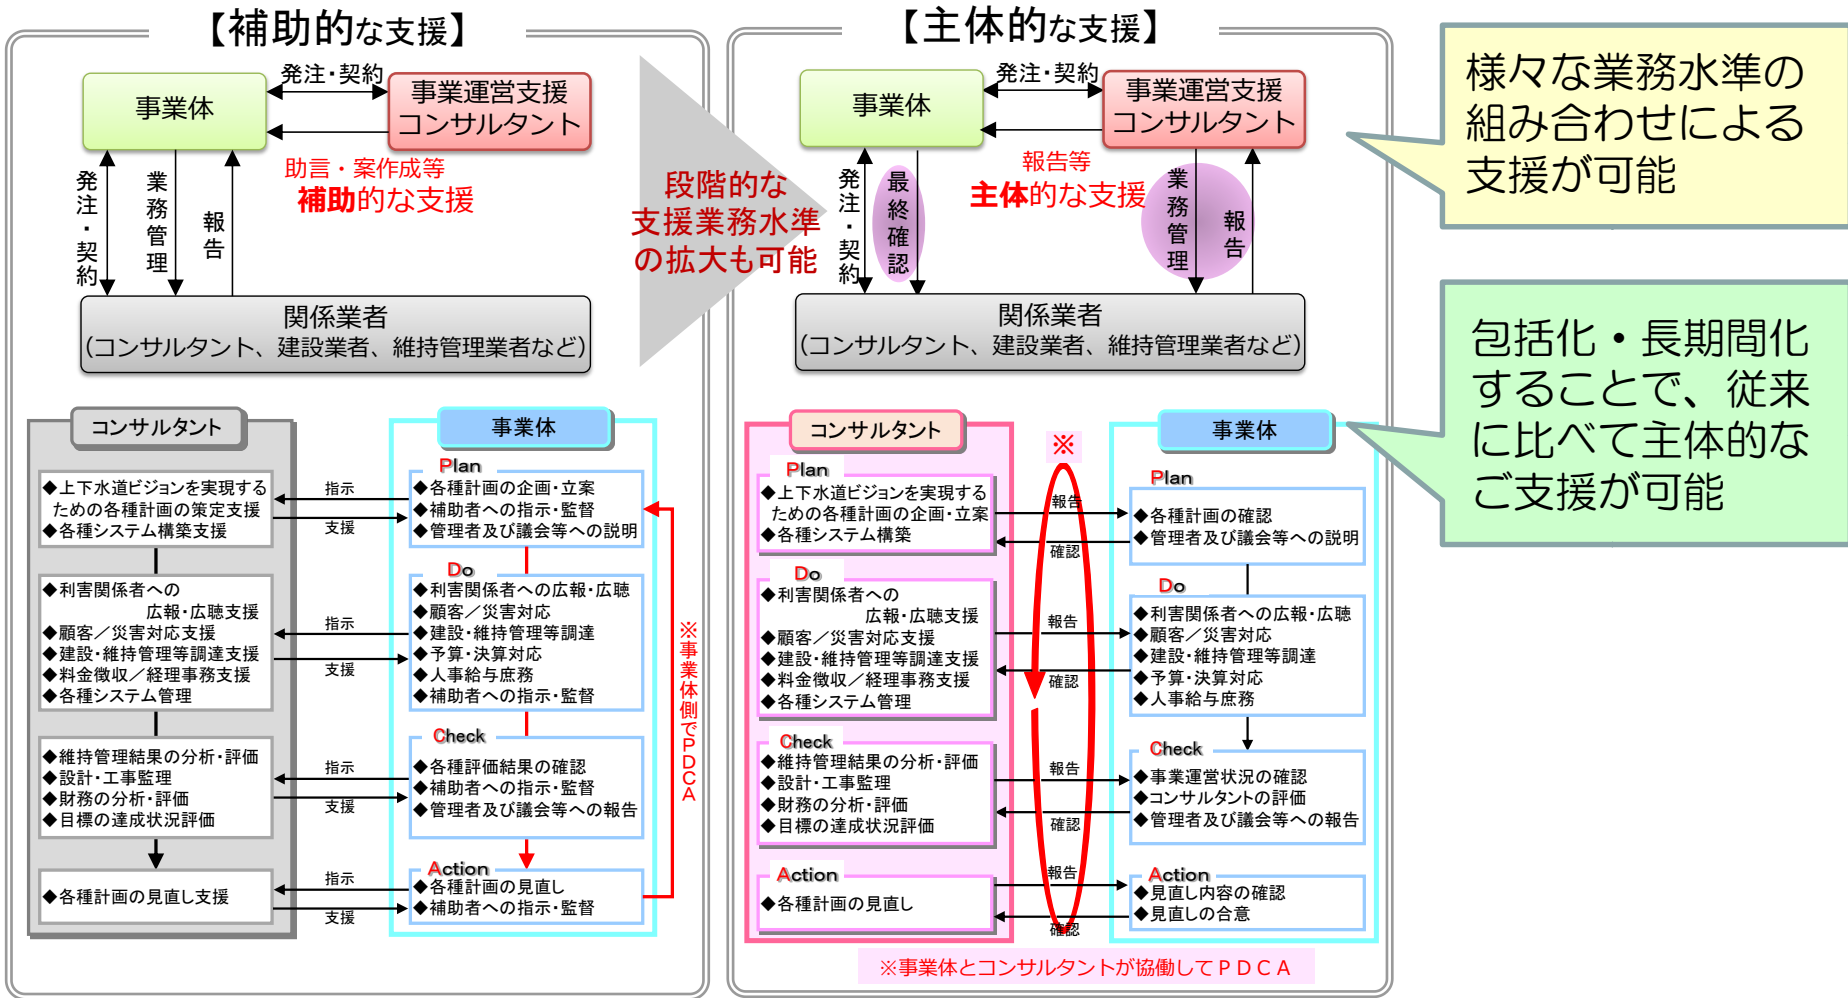 【補助的な支援】
事業体
発注・契約
事業運営支援
コンサルタント
助言・案作成等
補助的な支援
発注・契約
業務管理
報告
関係業者
(コンサルタント、建設業者、維持管理業者など)
段階的な
支援業務水準
の拡大も可能
コンサルタント
事業体
◆上下水道ビジョンを実現する
ための各種計画の策定支援
◆各種システム構築支援
指示
支援
Plan
◆各種計画の企画・立案
◆補助者への指示・監督
◆管理者及び議会等への説明
◆利害関係者への
広報・広聴支援
◆顧客／災害対応支援
◆建設・維持管理等調達支援
◆料金徴収／経理事務支援
◆各種システム管理
指示
支援
Do
◆利害関係者への広報・広聴
◆顧客／災害対応
◆建設・維持管理等調達
◆予算・決算対応
◆人事給与庶務
◆補助者への指示・監督
◆維持管理結果の分析・評価
◆設計・工事監理
◆財務の分析・評価
◆目標の達成状況評価
指示
支援
Check
◆各種評価結果の確認
◆補助者への指示・監督
◆管理者及び議会等への報告
◆各種計画の見直し支援
指示
支援
Action
◆各種計画の見直し
◆補助者への指示・監督
※事業体側でＰＤＣＡ
【主体的な支援】
事業体
発注・契約
事業運営支援
コンサルタント
報告等
主体的な支援
発注・契約
最終確認
業務管理
報告
関係業者
(コンサルタント、建設業者、維持管理業者など)
コンサルタント
※
事業体
Plan
◆上下水道ビジョンを実現する
ための各種計画の企画・立案
◆各種システム構築
報告
確認
Plan
◆各種計画の確認
◆管理者及び議会等への説明
Do
◆利害関係者への
広報・広聴支援
◆顧客／災害対応支援
◆建設・維持管理等調達支援
◆料金徴収／経理事務支援
◆各種システム管理
報告
確認
Do
◆利害関係者への広報・広聴
◆顧客／災害対応
◆建設・維持管理等調達
◆予算・決算対応
◆人事給与庶務
Check
◆維持管理結果の分析・評価
◆設計・工事監理
◆財務の分析・評価
◆目標の達成状況評価
報告
確認
Check
◆事業運営状況の確認
◆コンサルタントの評価
◆管理者及び議会等への報告
Action
◆各種計画の見直し
報告
確認
Action
◆見直し内容の確認
◆見直しの合意
※事業体とコンサルタントが協働してＰＤＣＡ
様々な業務水準の
組み合わせによる
支援が可能
包括化・長期間化
することで、従来
に比べて主体的な
ご支援が可能